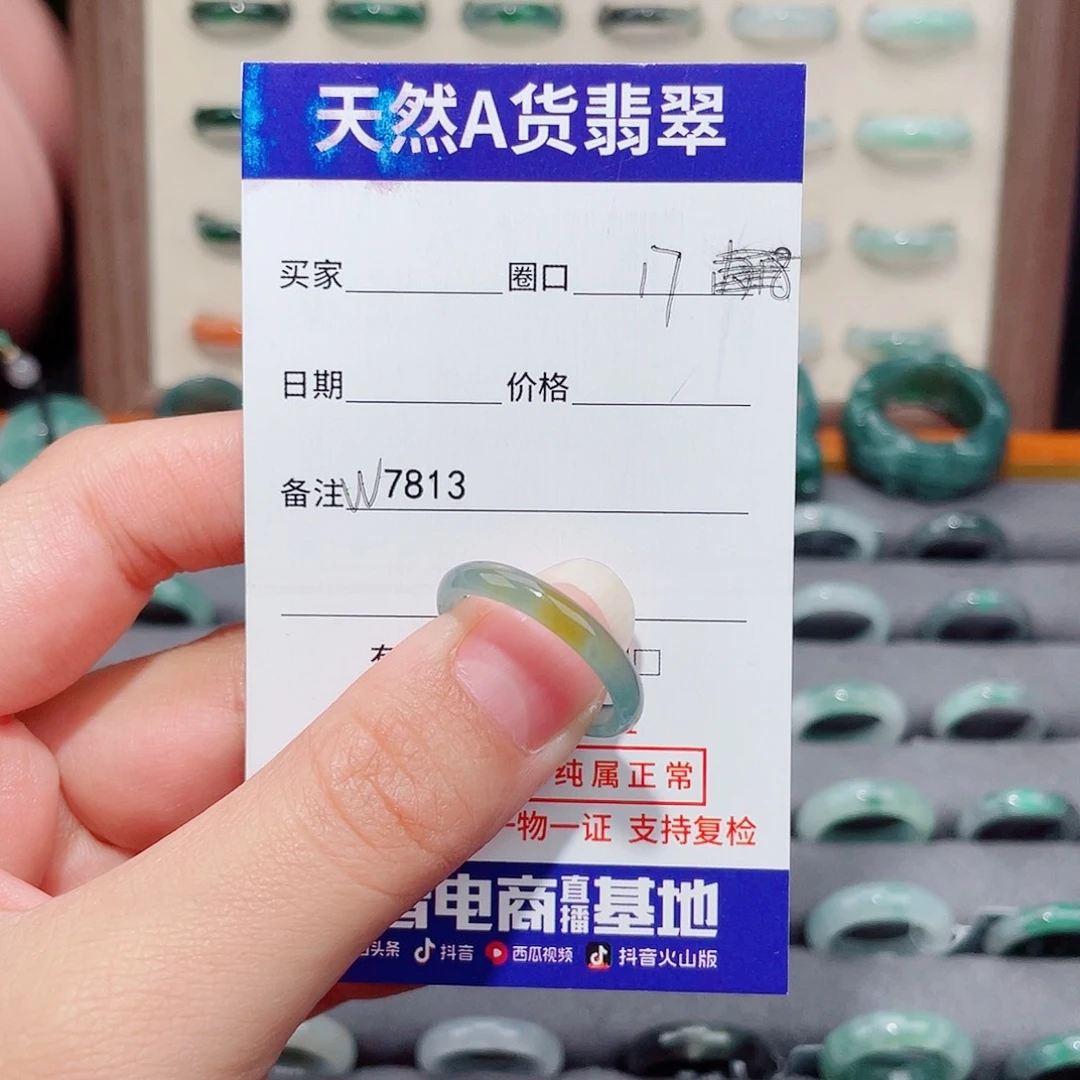 天然A货翡翠
买家 圈口 17
日期 价格
备注 W7813
纯属正常
一物一证 支持复检
电商直播基地
头条 抖音 西瓜视频 抖音火山版